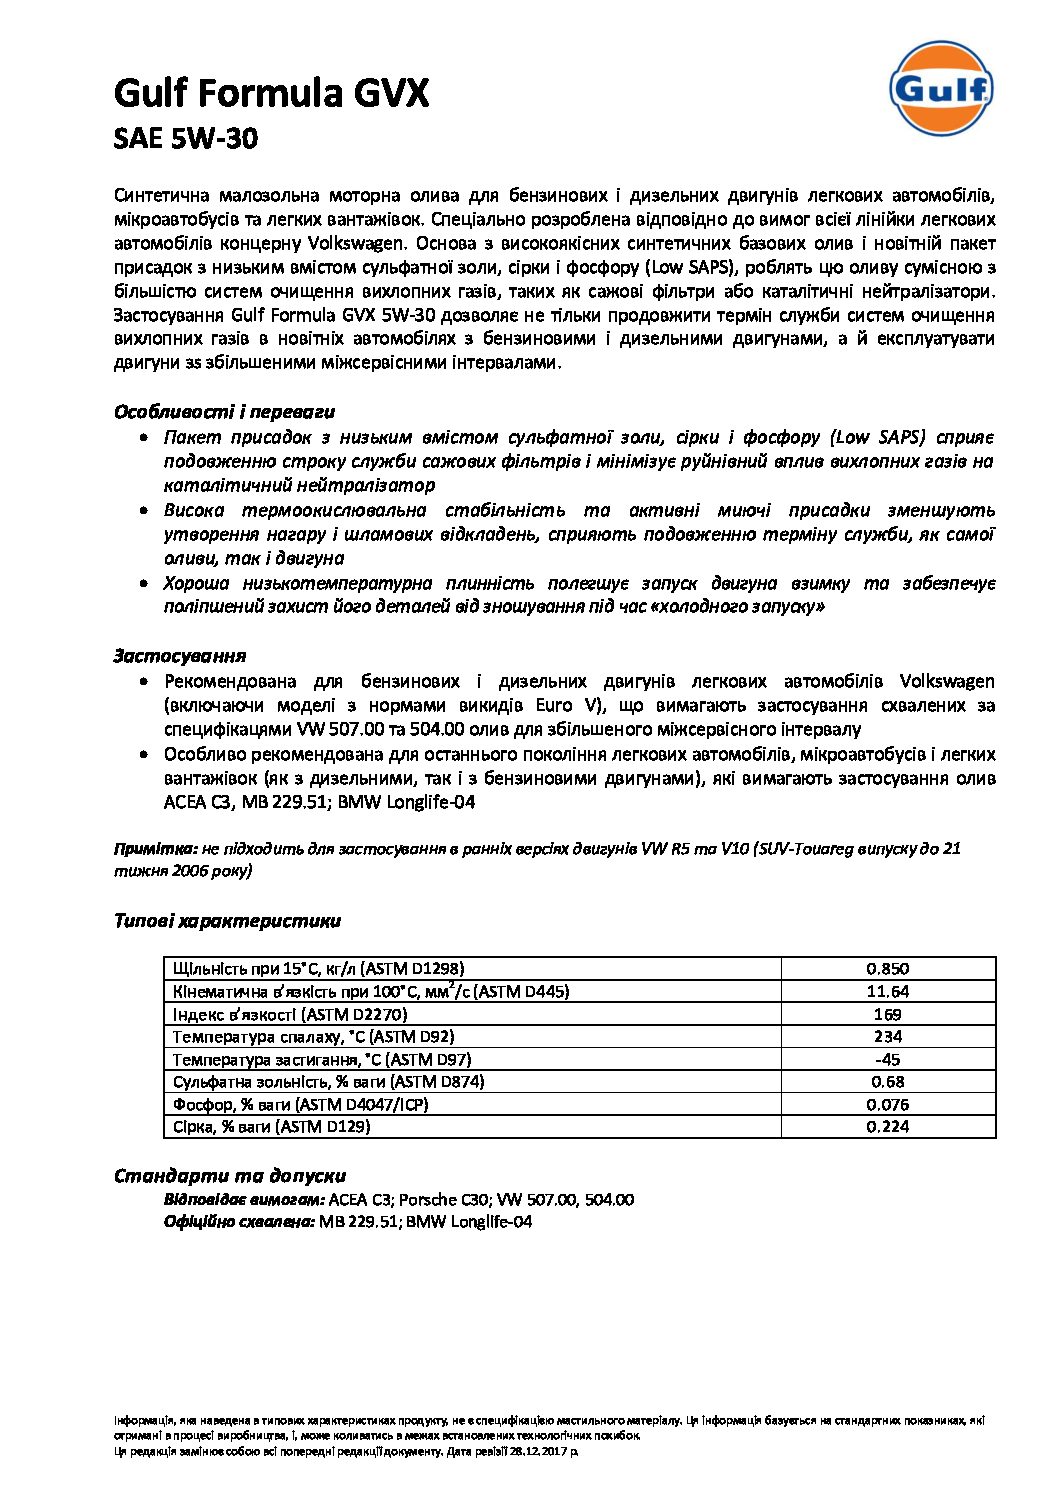 Gulf Formula GVX
SAE 5W-30
Gulf
Синтетична малозольна моторна олива для бензинових і дизельних двигунів легкових автомобілів,
мікроавтобусів та легких вантажівок. Спеціально розроблена відповідно до вимог всієї лінійки легкових
автомобілів концерну Volkswagen. Основа з високоякісних синтетичних базових олив і новітній пакет
присадок з низьким вмістом сульфатної золи, сірки і фосфору (Low SAPS), роблять цю оливу сумісною з
більшістю систем очищення вихлопних газів, таких як сажові фільтри або каталітичні нейтралізатори.
Застосування Gulf Formula GVX 5W-30 дозволяє не тільки продовжити термін служби систем очищення
вихлопних газів в новітніх автомобілях з бензиновими і дизельними двигунами, а й експлуатувати
двигуни зs збільшеними міжсервісними інтервалами.
Особливості і переваги
• Пакет присадок з низьким вмістом сульфатної золи, сірки і фосфору (Low SAPS) сприяє
подовженню строку служби сажових фільтрів і мінімізує руйнівний вплив вихлопних газів на
каталітичний нейтралізатор
• Висока термоокислювальна стабільність та активні миючі присадки зменшують
утворення нагару і шламових відкладень, сприяють подовженню терміну служби, як самої
оливи, так і двигуна
• Хороша низькотемпературна плинність полегшує запуск двигуна взимку та забезпечує
поліпшений захист його деталей від зношування під час «холодного запуску»
Застосування
• Рекомендована для бензинових і дизельних двигунів легкових автомобілів Volkswagen
(включаючи моделі з нормами викидів Euro V), що вимагають застосування схвалених за
специфікацями VW 507.00 та 504.00 олив для збільшеного міжсервісного інтервалу
• Особливо рекомендована для останнього покоління легкових автомобілів, мікроавтобусів і легких
вантажівок (як з дизельними, так і з бензиновими двигунами), які вимагають застосування олив
ACEA C3, MB 229.51; BMW Longlife-04
Примітка: не підходить для застосування в ранніх версіях двигунів VW R5 та V10 (SUV-Touareg випуску до 21
тижня 2006 року)
Типові характеристики
Щільність при 15˚C, кг/л (ASTM D1298) 0.850
Кінематична в’язкість при 100˚C, мм²/с (ASTM D445) 11.64
Індекс в’язкості (ASTM D2270) 169
Температура спалаху, ˚C (ASTM D92) 234
Температура застигання, ˚C (ASTM D97) -45
Сульфатна зольність, % ваги (ASTM D874) 0.68
Фосфор, % ваги (ASTM D4047/ICP) 0.076
Сірка, % ваги (ASTM D129) 0.224
Стандарти та допуски
Відповідає вимогам: ACEA C3; Porsche C30; VW 507.00, 504.00
Офіційно схвалена: MB 229.51; BMW Longlife-04
Інформація, яка наведена в типових характеристиках продукту, не є специфікацією мастильного матеріалу. Ця інформація базується на стандартних показниках, які
отримані в процесі виробництва, і, може коливатись в межах встановлених технологічних похибок.
Ця редакція замінює собою всі попередні редакції документу. Дата ревізії 28.12.2017 р.